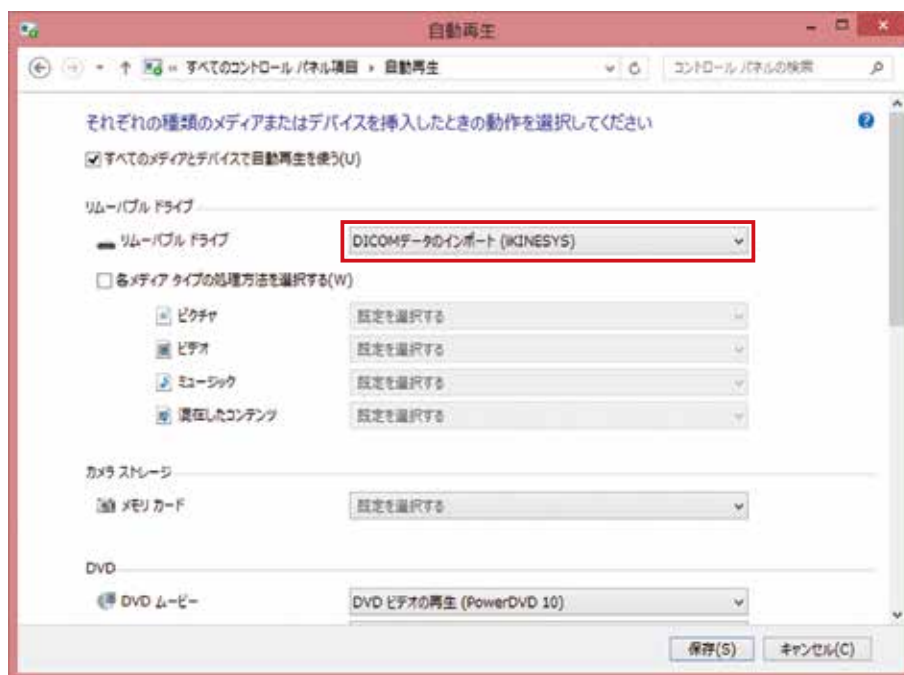 自動再生
すべてのコントロール パネル項目 自動再生
コントロール パネルの検索
それぞれの種類のメディアまたはデバイスを挿入したときの動作を選択してください
すべてのメディアとデバイスで自動再生を使う(U)
リムーバブル ドライブ
リムーバブル ドライブ DICOMデータのインポート (iKINESYS)
各メディア タイプの処理方法を選択する(W)
ピクチャ 既定を選択する
ビデオ 既定を選択する
ミュージック 既定を選択する
混在したコンテンツ 既定を選択する
カメラ ストレージ
メモリ カード 既定を選択する
DVD
DVD ムービー DVD ビデオの再生 (PowerDVD 10)
保存(S) キャンセル(C)